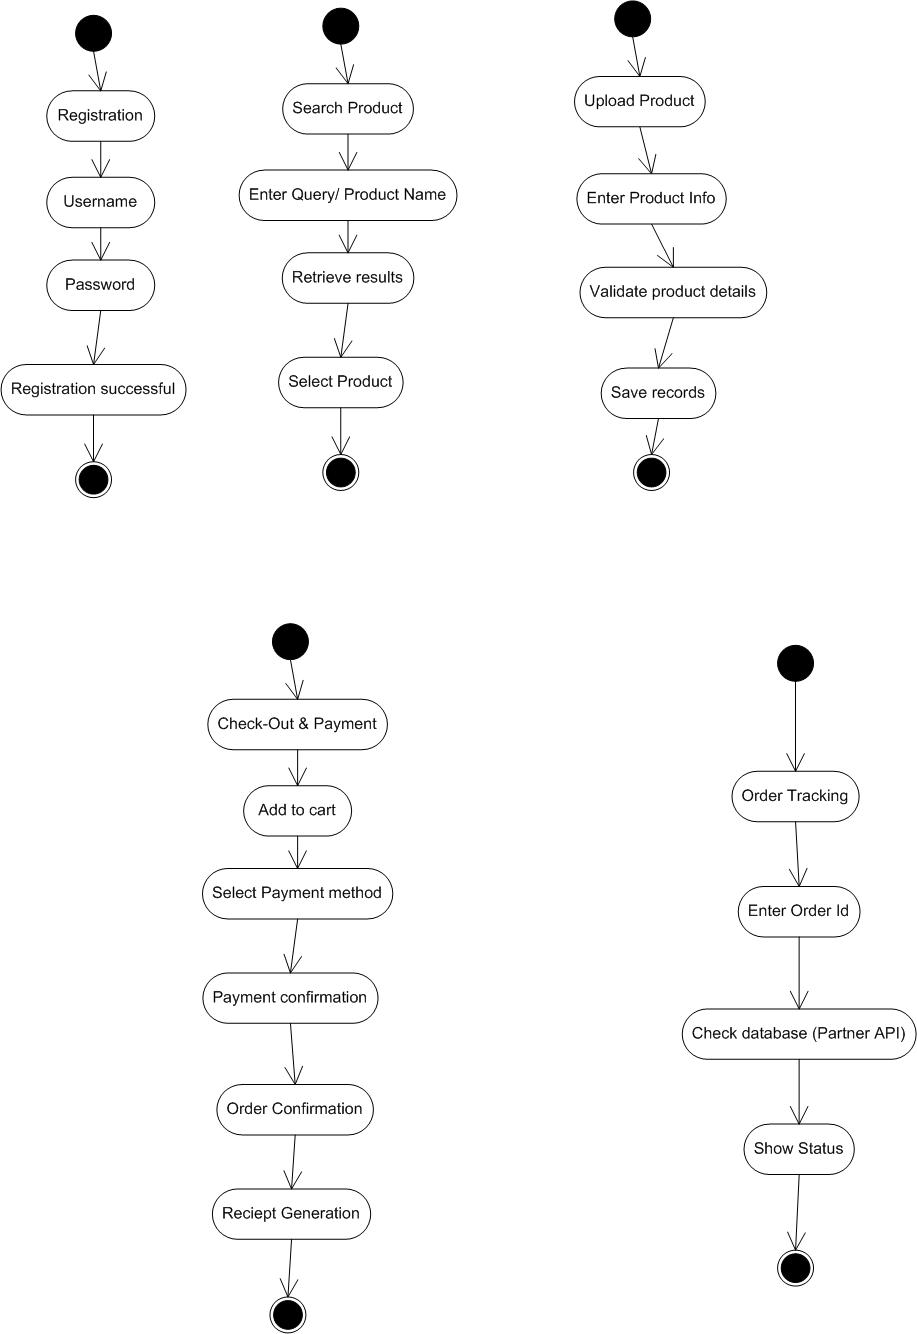 Registration
Username
Password
Registration successful
Search Product
Enter Query/ Product Name
Retrieve results
Select Product
Upload Product
Enter Product Info
Validate product details
Save records
Check-Out & Payment
Add to cart
Select Payment method
Payment confirmation
Order Confirmation
Reciept Generation
Order Tracking
Enter Order Id
Check database (Partner API)
Show Status